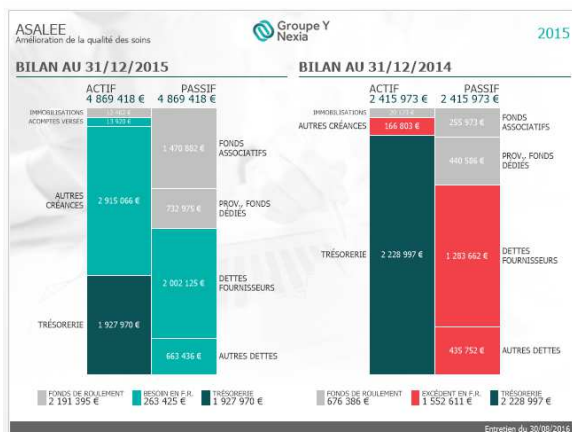 ASALEE
Amélioration de la qualité des soins
Groupe Y
Nexia
2015
BILAN AU 31/12/2015
ACTIF
4 869 418 €
PASSIF
4 869 418 €
IMMOBILISATIONS
ACOMPTES VERSÉS
13 920 €
AUTRES
CRÉANCES
2 915 066 €
TRÉSORERIE
1 927 970 €
1 470 882 €
FONDS
ASSOCIATIFS
732 975 €
PROV., FONDS
DÉDIÉS
2 002 125 €
DETTES
FOURNISSEURS
663 436 €
AUTRES DETTES
FONDS DE ROULEMENT
2 191 395 €
BESOIN EN F.R.
263 425 €
TRÉSORERIE
1 927 970 €
BILAN AU 31/12/2014
ACTIF
2 415 973 €
PASSIF
2 415 973 €
IMMOBILISATIONS
AUTRES CRÉANCES
166 803 €
TRÉSORERIE
2 228 997 €
255 973 €
FONDS
ASSOCIATIFS
440 586 €
PROV., FONDS
DÉDIÉS
1 283 662 €
DETTES
FOURNISSEURS
435 752 €
AUTRES DETTES
FONDS DE ROULEMENT
676 386 €
EXCÉDENT EN F.R.
1 552 611 €
TRÉSORERIE
2 228 997 €
Entretien du 30/08/2016